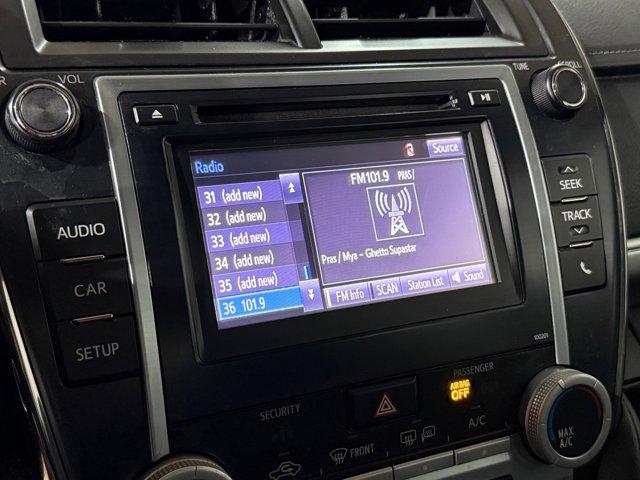 VOL
TUNE
SCROLL
Radio
Source
31 (add new)
32 (add new)
33 (add new)
34 (add new)
35 (add new)
36 101.9
FM101.9 PRAS/
Pras / Mya - Ghetto Supastar
FM Info
SCAN
Station List
Sound
AUDIO
CAR
SETUP
SEEK
TRACK
100201
SECURITY
PASSENGER
AIR BAG
OFF
FRONT
A/C
MAX
A/C